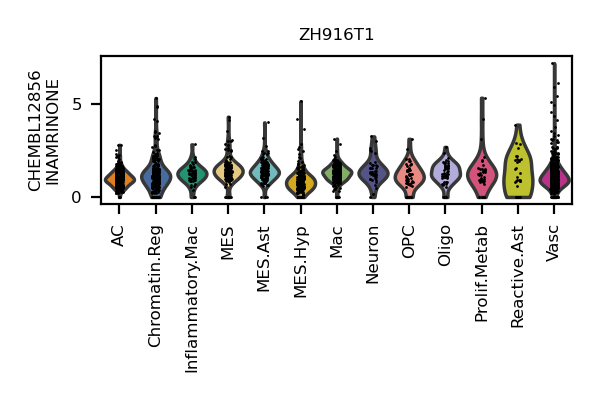 ZH916T1
CHEMBL12856
INAMRINONE
5
0
AC
Chromatin.Reg
Inflammatory.Mac
MES
MES.Ast
MES.Hyp
Mac
Neuron
OPC
Oligo
Prolif.Metab
Reactive.Ast
Vasc